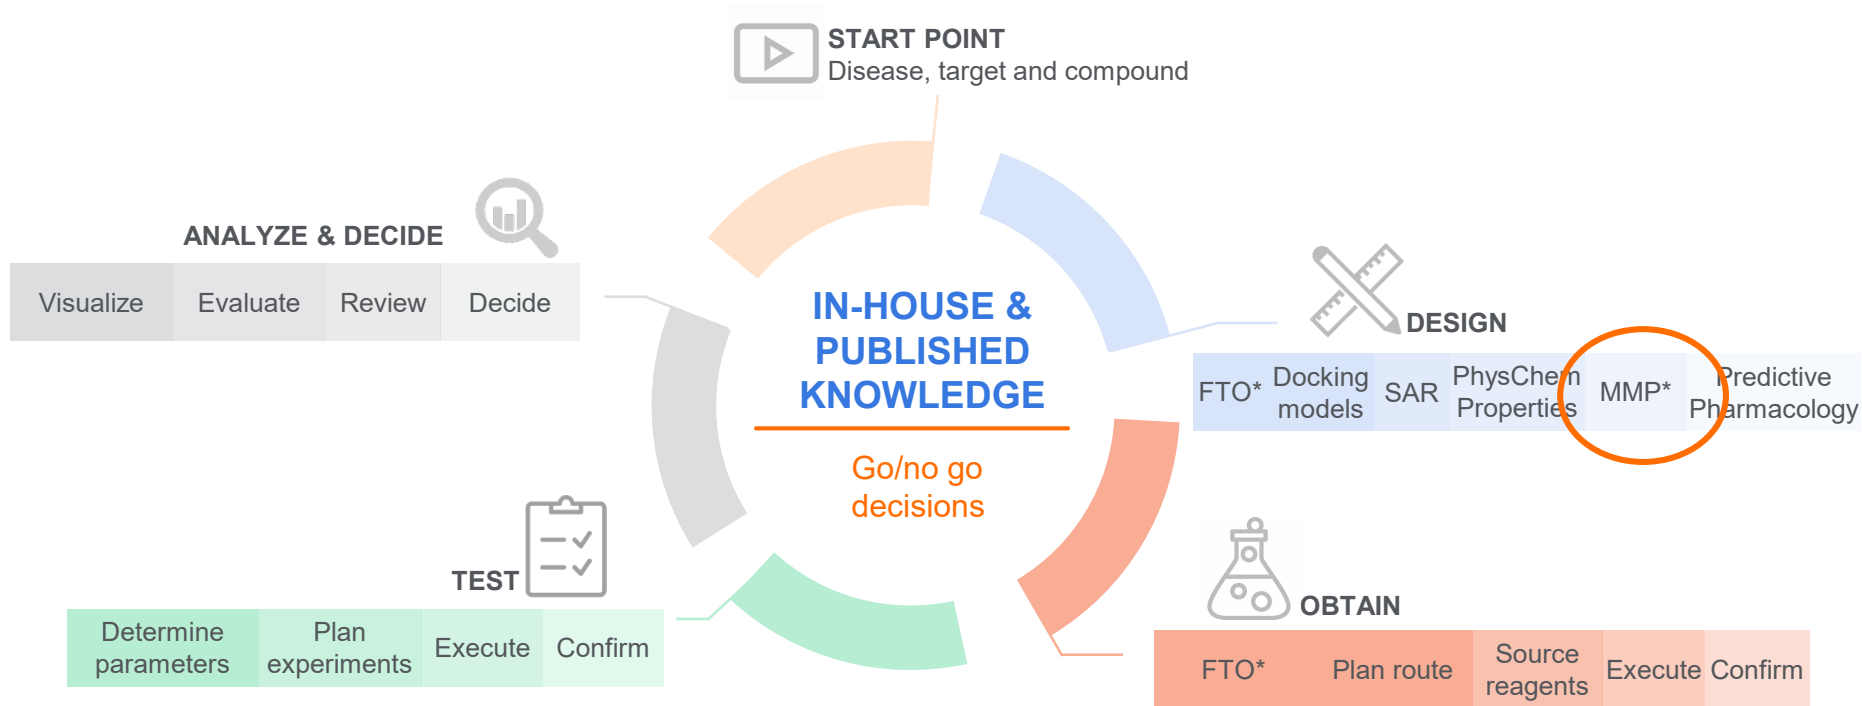 START POINT
Disease, target and compound
ANALYZE & DECIDE
Visualize Evaluate Review Decide
IN-HOUSE &
PUBLISHED
KNOWLEDGE
Go/no go
decisions
DESIGN
FTO* Docking models SAR PhysChem Properties MMP* Predictive Pharmacology
TEST
Determine parameters Plan experiments Execute Confirm
OBTAIN
FTO* Plan route Source reagents Execute Confirm